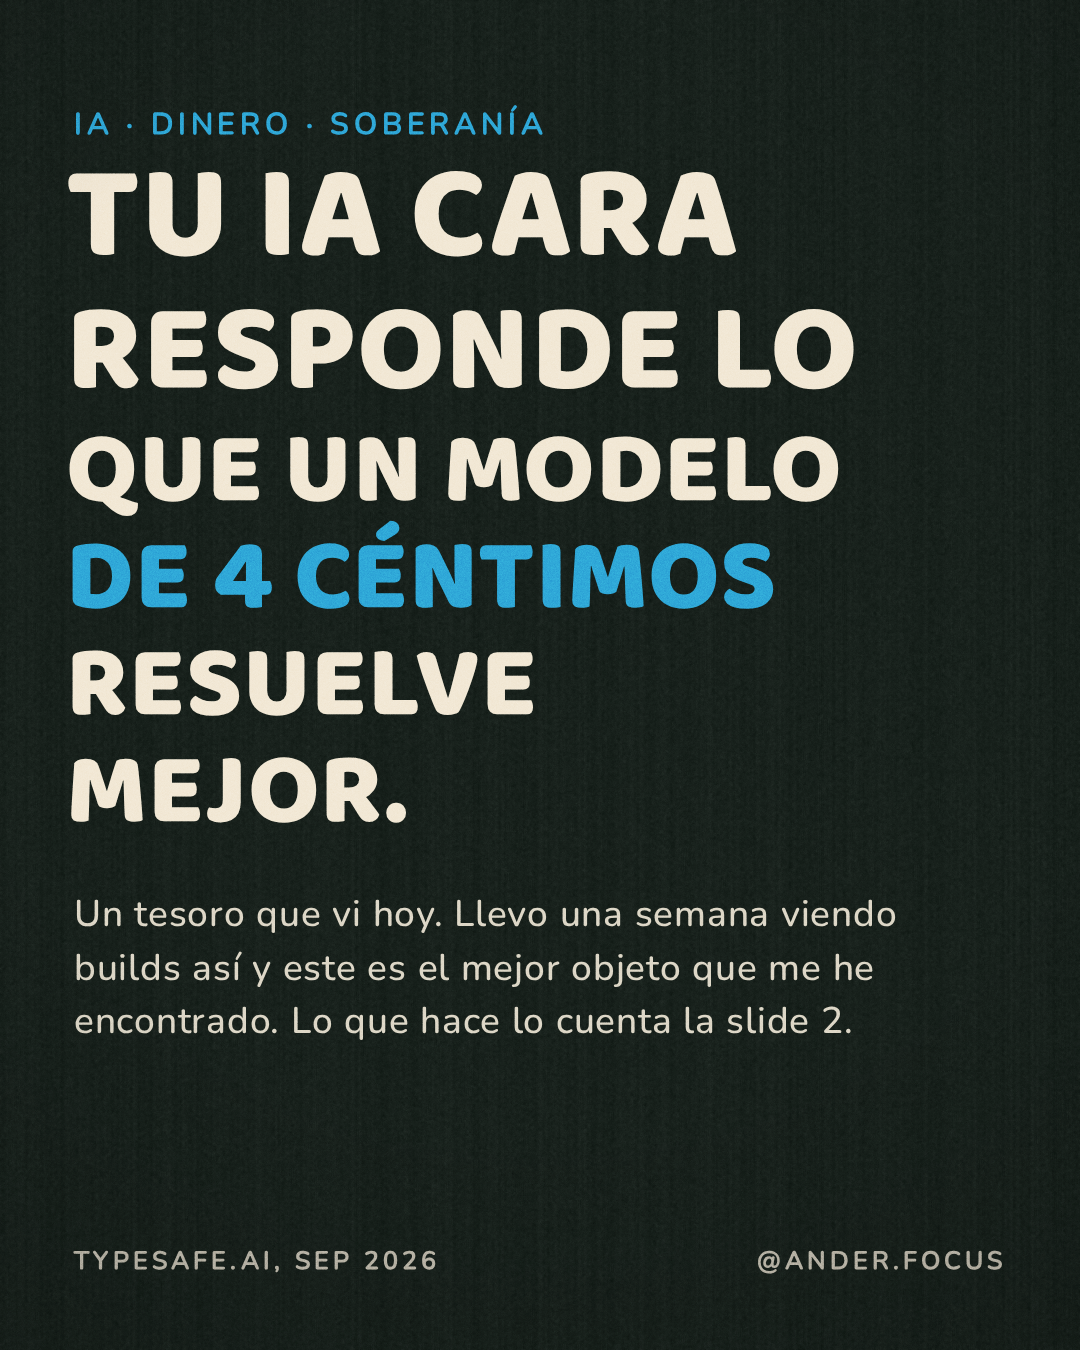 IA · DINERO · SOBERANÍA
TU IA CARA
RESPONDE LO
QUE UN MODELO
DE 4 CÉNTIMOS
RESUELVE
MEJOR.
Un tesoro que vi hoy. Llevo una semana viendo
builds así y este es el mejor objeto que me he
encontrado. Lo que hace lo cuenta la slide 2.
TYPESAFE.AI, SEP 2026
@ANDER.FOCUS